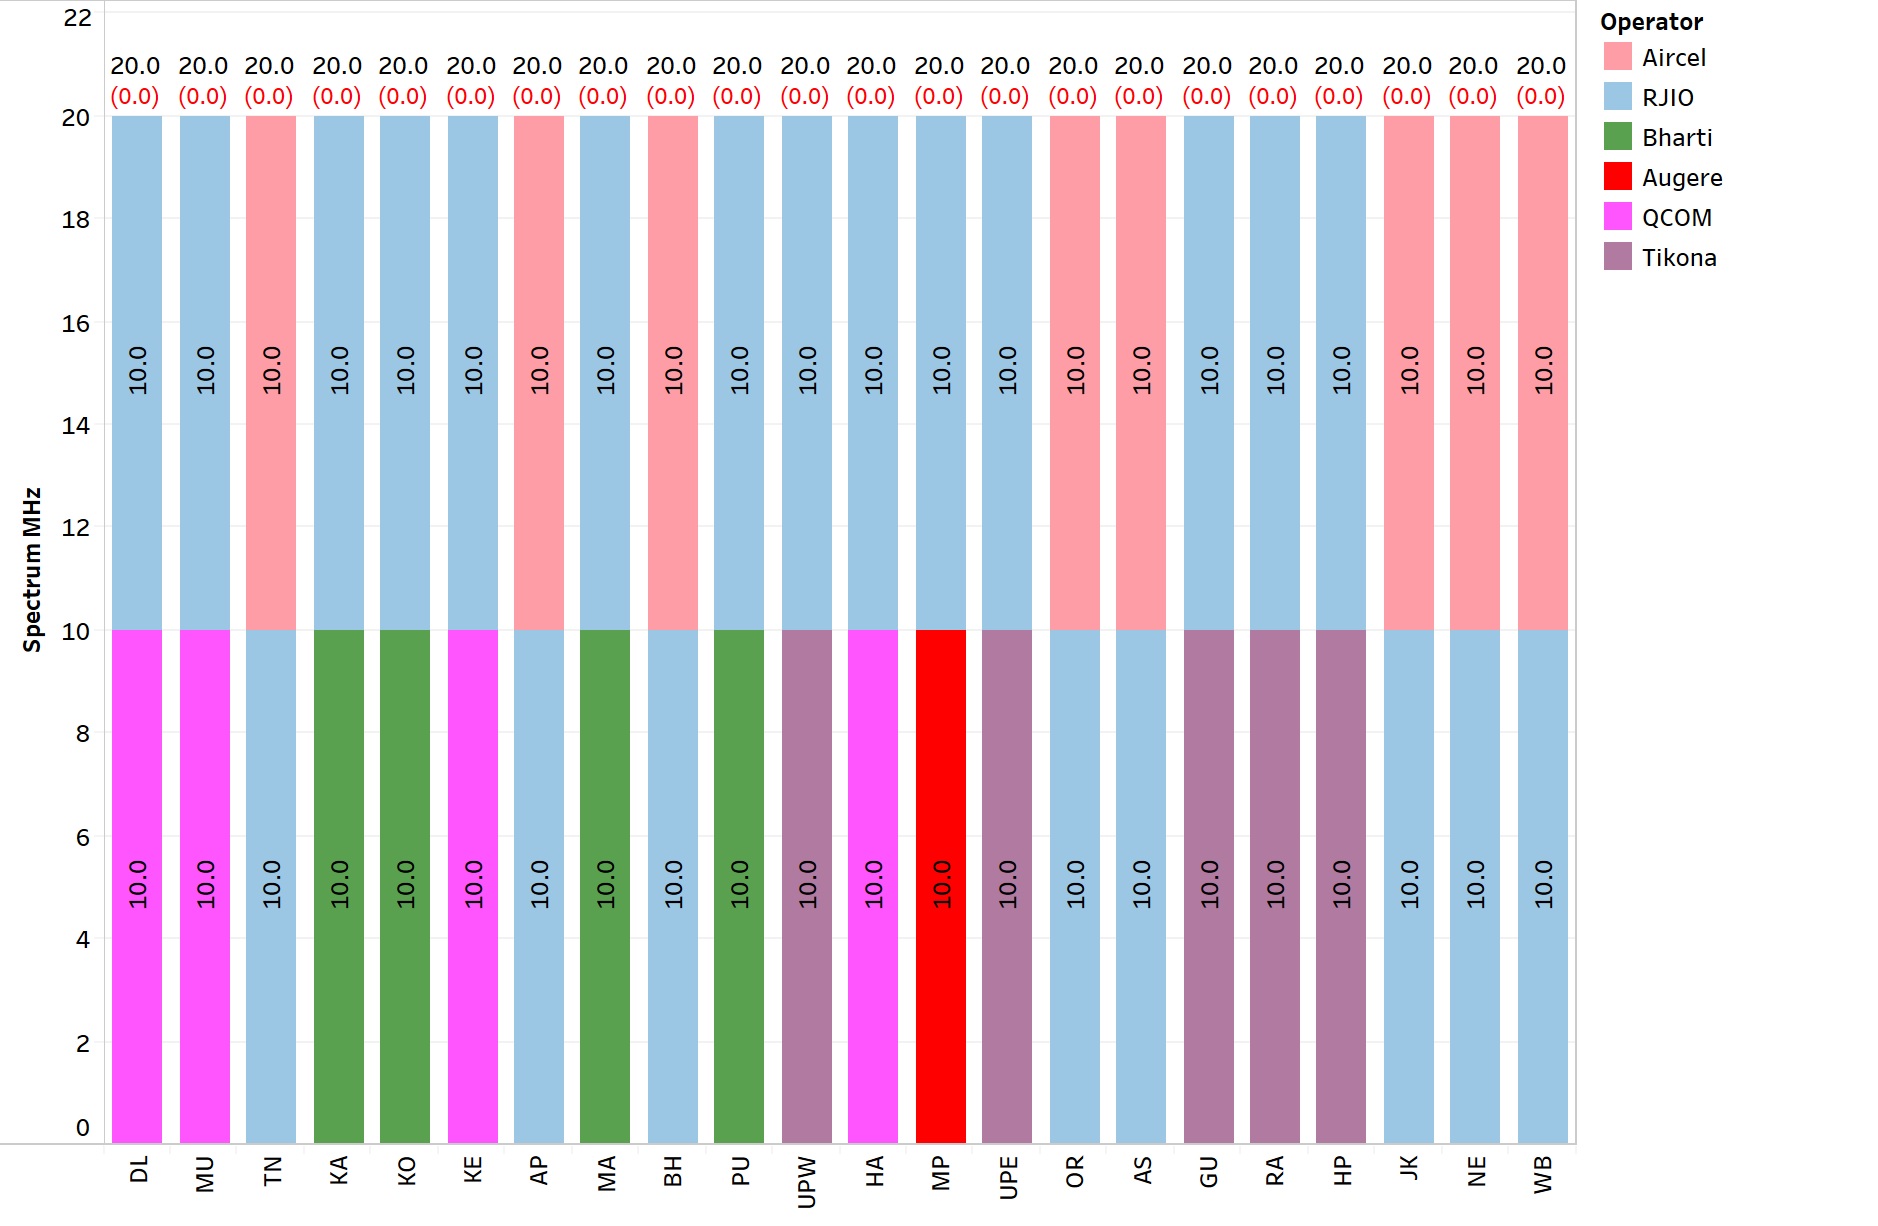 22
20.0 20.0 20.0 20.0 20.0 20.0 20.0 20.0 20.0 20.0 20.0 20.0 20.0 20.0 20.0 20.0 20.0 20.0 20.0 20.0 20.0 20.0
(0.0) (0.0) (0.0) (0.0) (0.0) (0.0) (0.0) (0.0) (0.0) (0.0) (0.0) (0.0) (0.0) (0.0) (0.0) (0.0) (0.0) (0.0) (0.0) (0.0) (0.0) (0.0)
20
18
16
10.0 10.0 10.0 10.0 10.0 10.0 10.0 10.0 10.0 10.0 10.0 10.0 10.0 10.0 10.0 10.0 10.0 10.0 10.0 10.0 10.0 10.0
14
12
Spectrum MHz
10
8
6
10.0 10.0 10.0 10.0 10.0 10.0 10.0 10.0 10.0 10.0 10.0 10.0 10.0 10.0 10.0 10.0 10.0 10.0 10.0 10.0 10.0 10.0
4
2
0
DL MU TN KA KO KE AP MA BH PU UPW HA MP UPE OR AS GU RA HP JK NE WB
Operator
Aircel
RJIO
Bharti
Augere
QCOM
Tikona